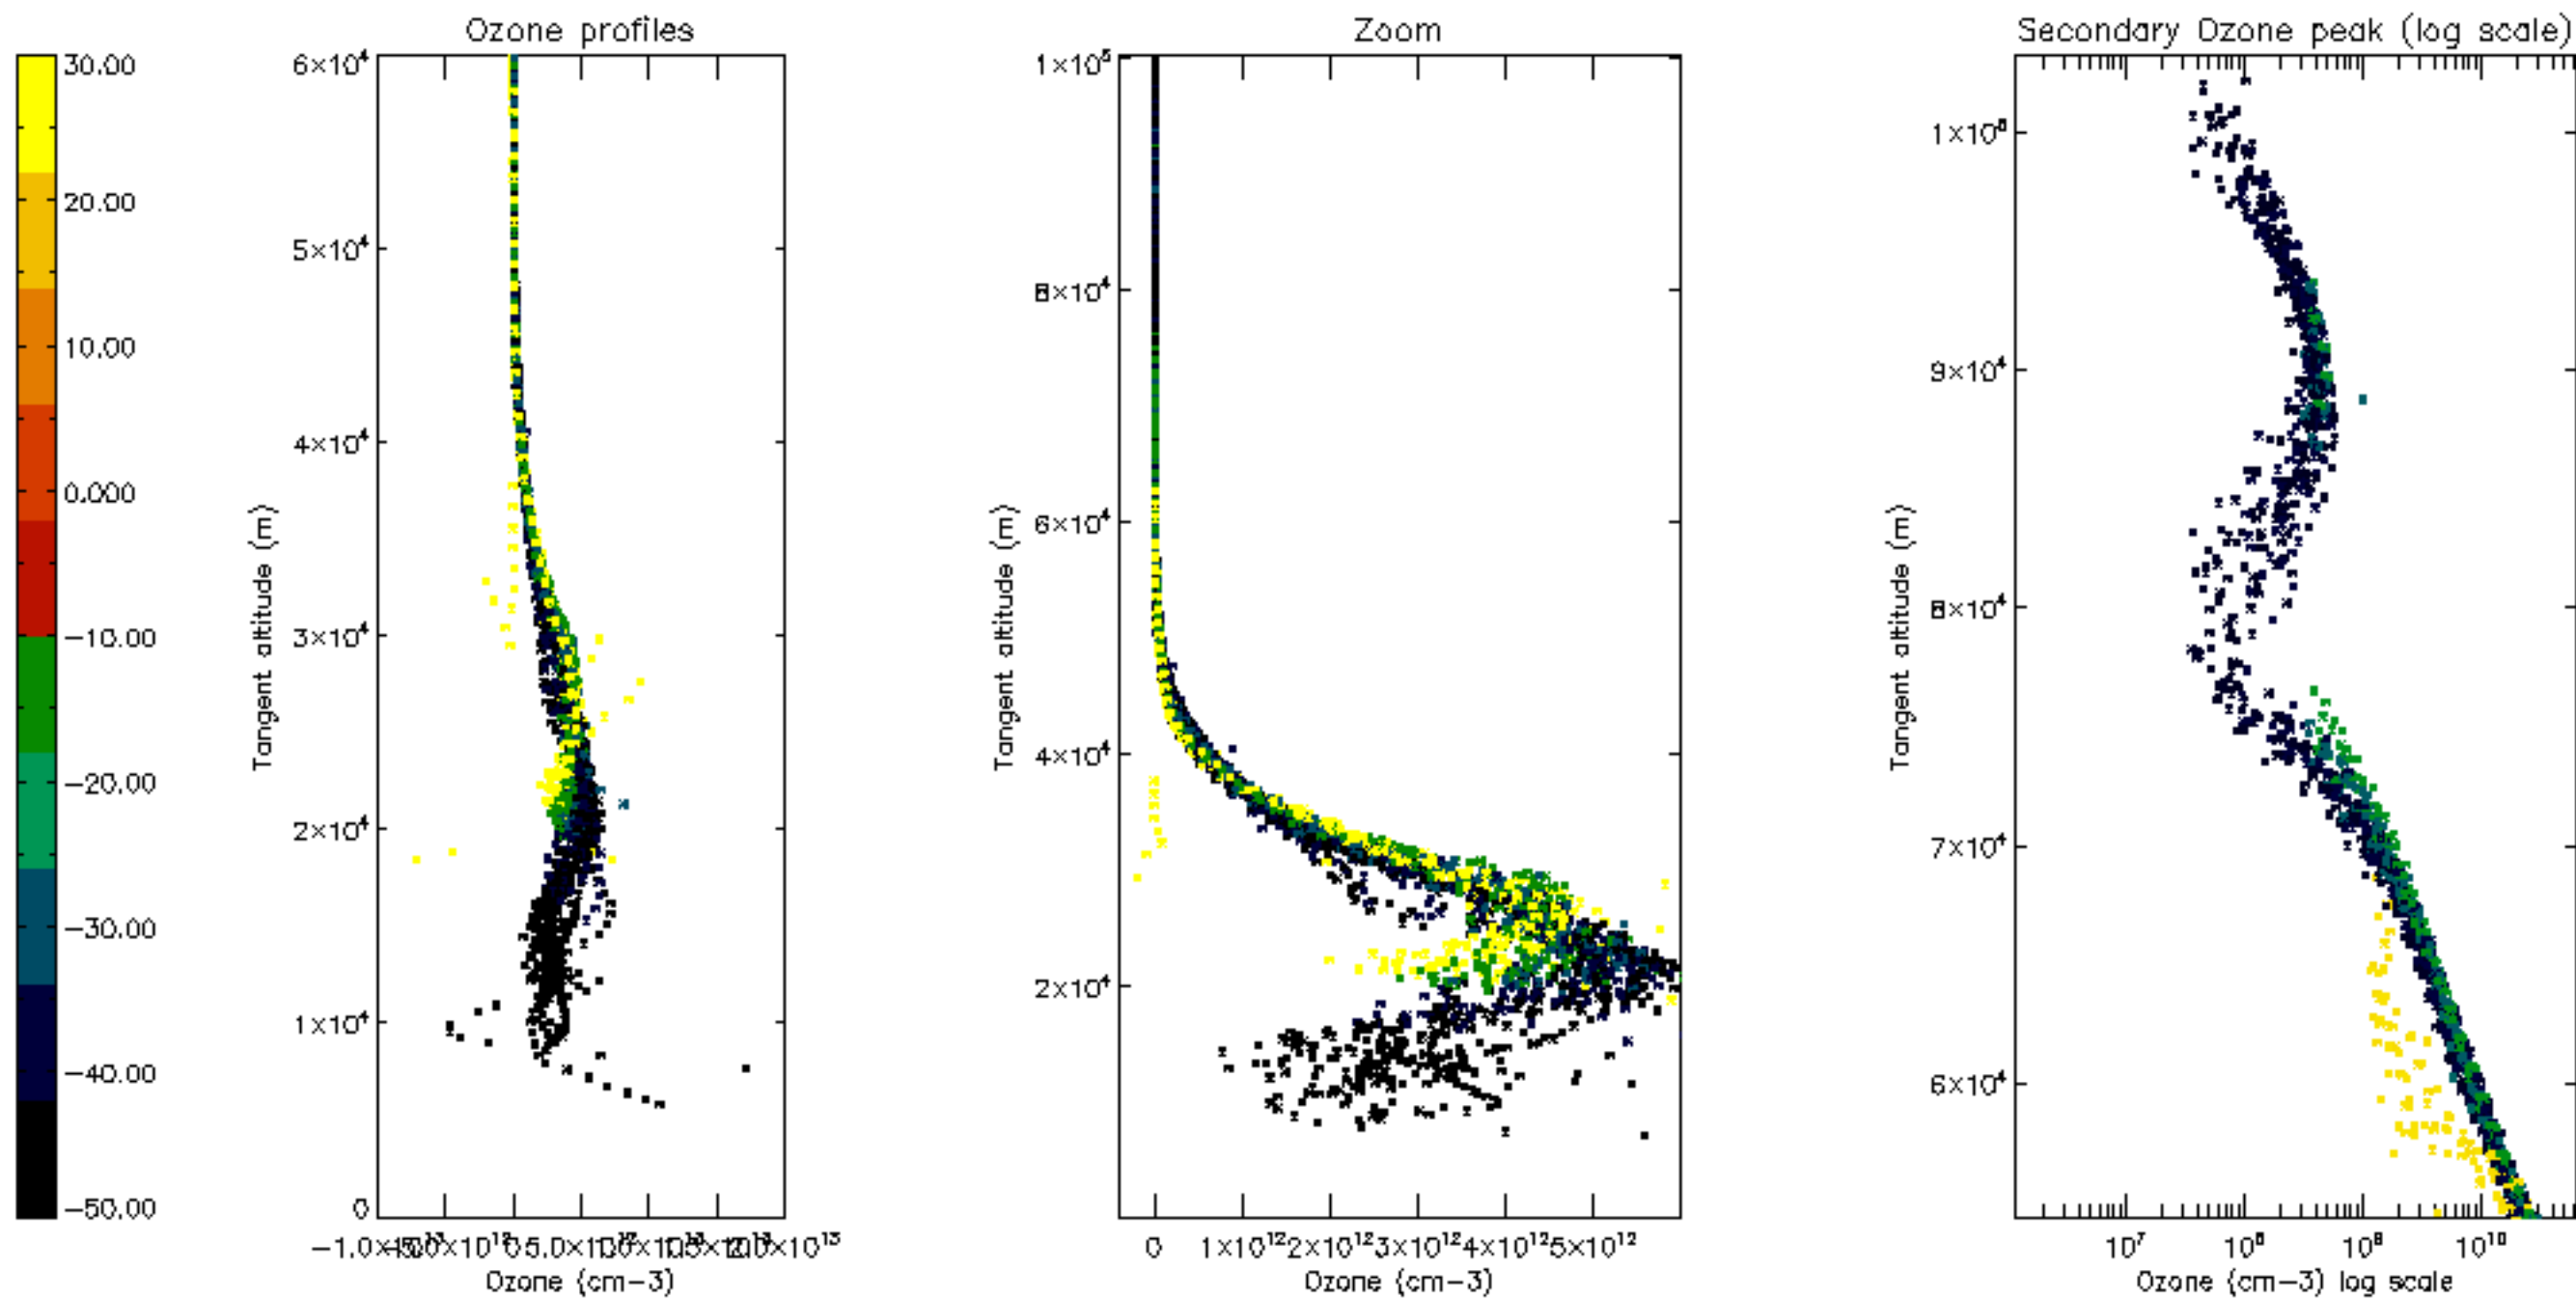 Ozone profiles
Zoom
Secondary Ozone peak (log scale)
30.00
20.00
10.00
0.000
−10.00
−20.00
−30.00
−40.00
−50.00
6×10⁴
5×10⁴
4×10⁴
3×10⁴
2×10⁴
1×10⁴
0
Tangent altitude (m)
Ozone (cm−3)
1×10⁵
8×10⁴
6×10⁴
4×10⁴
2×10⁴
Tangent altitude (m)
0 1×10¹² 2×10¹² 3×10¹² 4×10¹² 5×10¹²
Ozone (cm−3)
9×10⁴
8×10⁴
7×10⁴
6×10⁴
Tangent altitude (m)
10⁷ 10⁸ 10⁹ 10¹⁰
Ozone (cm−3) log scale